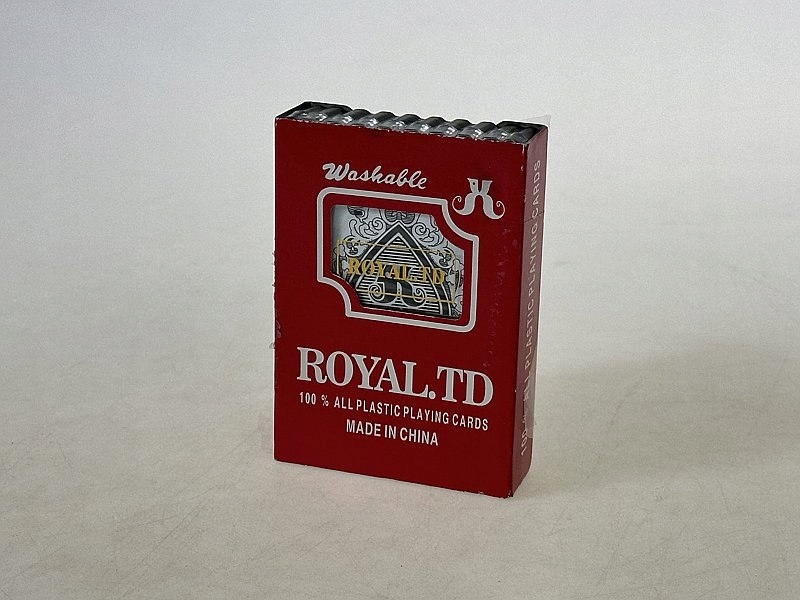 Washable
ROYAL.TD
ROYAL.TD
100 % ALL PLASTIC PLAYING CARDS
MADE IN CHINA
100 % ALL PLASTIC PLAYING CARDS